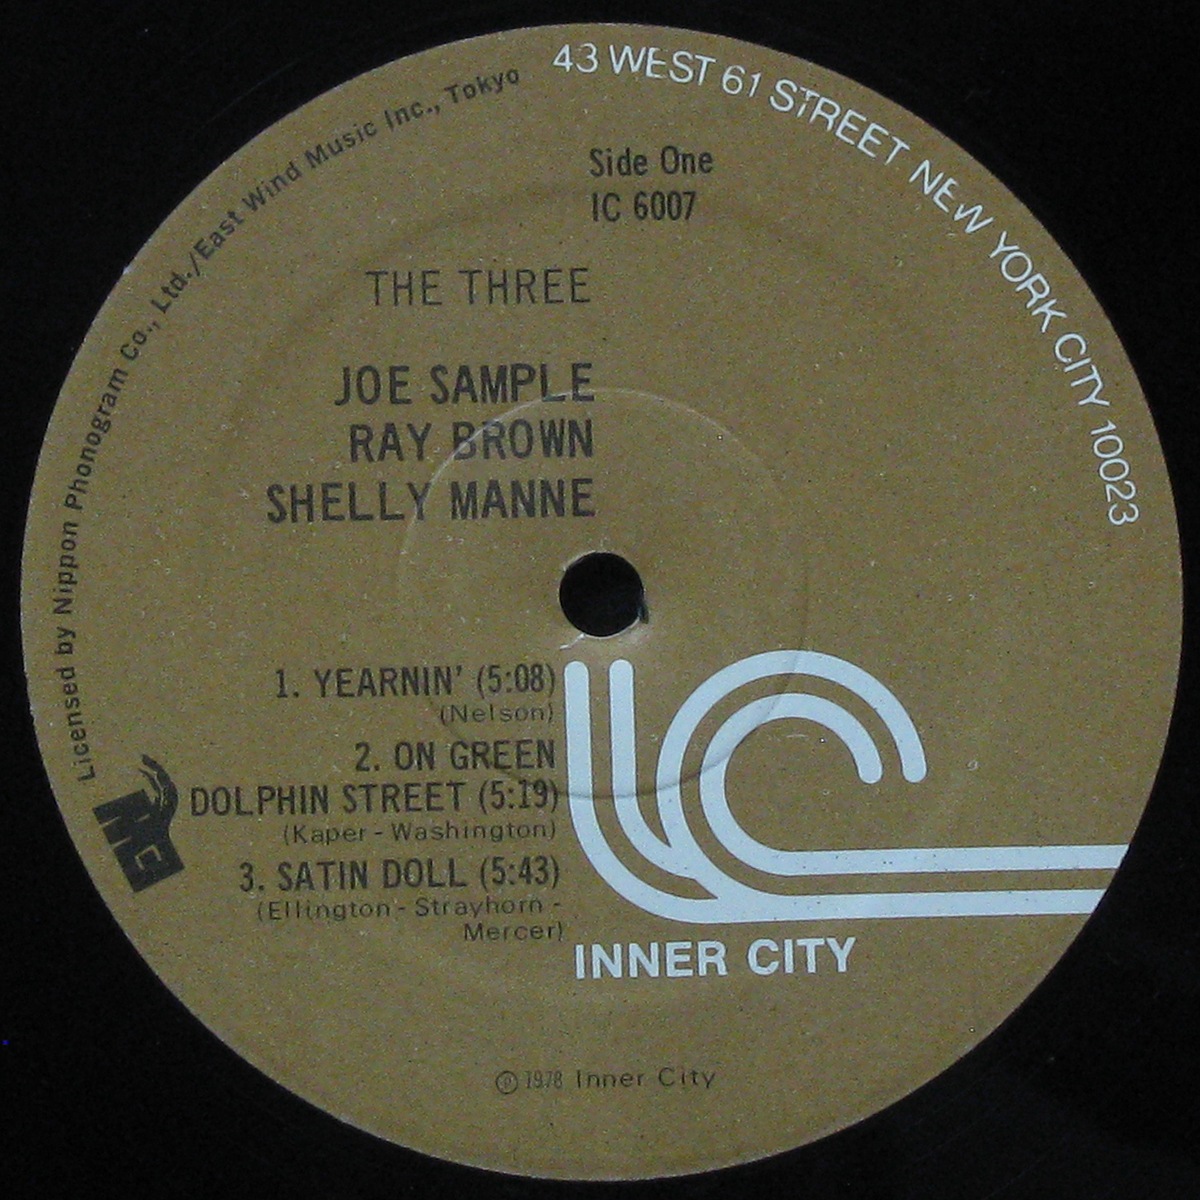 43 WEST 61 STREET NEW YORK CITY 10023
Licensed by Nippon Phonogram Co., Ltd./East Wind Music Inc., Tokyo
Side One
IC 6007
THE THREE
JOE SAMPLE
RAY BROWN
SHELLY MANNE
1. YEARNIN' (5:08)
(Nelson)
2. ON GREEN
DOLPHIN STREET (5:19)
(Kaper - Washington)
3. SATIN DOLL (5:43)
(Ellington - Strayhorn -
Mercer)
INNER CITY
℗ 1978 Inner City